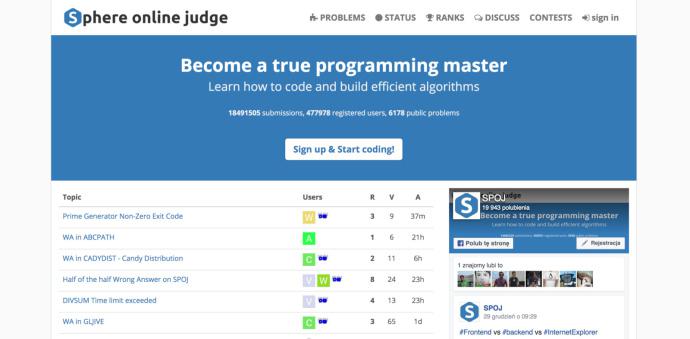 Sphere online judge
PROBLEMS STATUS RANKS DISCUSS CONTESTS sign in
Become a true programming master
Learn how to code and build efficient algorithms
18491505 submissions, 477978 registered users, 6178 public problems
Sign up & Start coding!
Topic Users R V A
Prime Generator Non-Zero Exit Code W 3 9 37m
WA in ABCPATH A 1 6 21h
WA in CADYDIST - Candy Distribution C 2 11 6h
Half of the half Wrong Answer on SPOJ V W 8 24 23h
DIVSUM Time limit exceeded V 4 13 23h
WA in GLJIVE C 3 65 1d
SPOJ judge
19 943 polubienia
Become a true programming master
Learn how to code and build efficient algorithms
Polub tę stronę Rejestracja
1 znajomy lubi to
SPOJ
29 grudzień o 09:29
#Frontend vs #backend vs #InternetExplorer